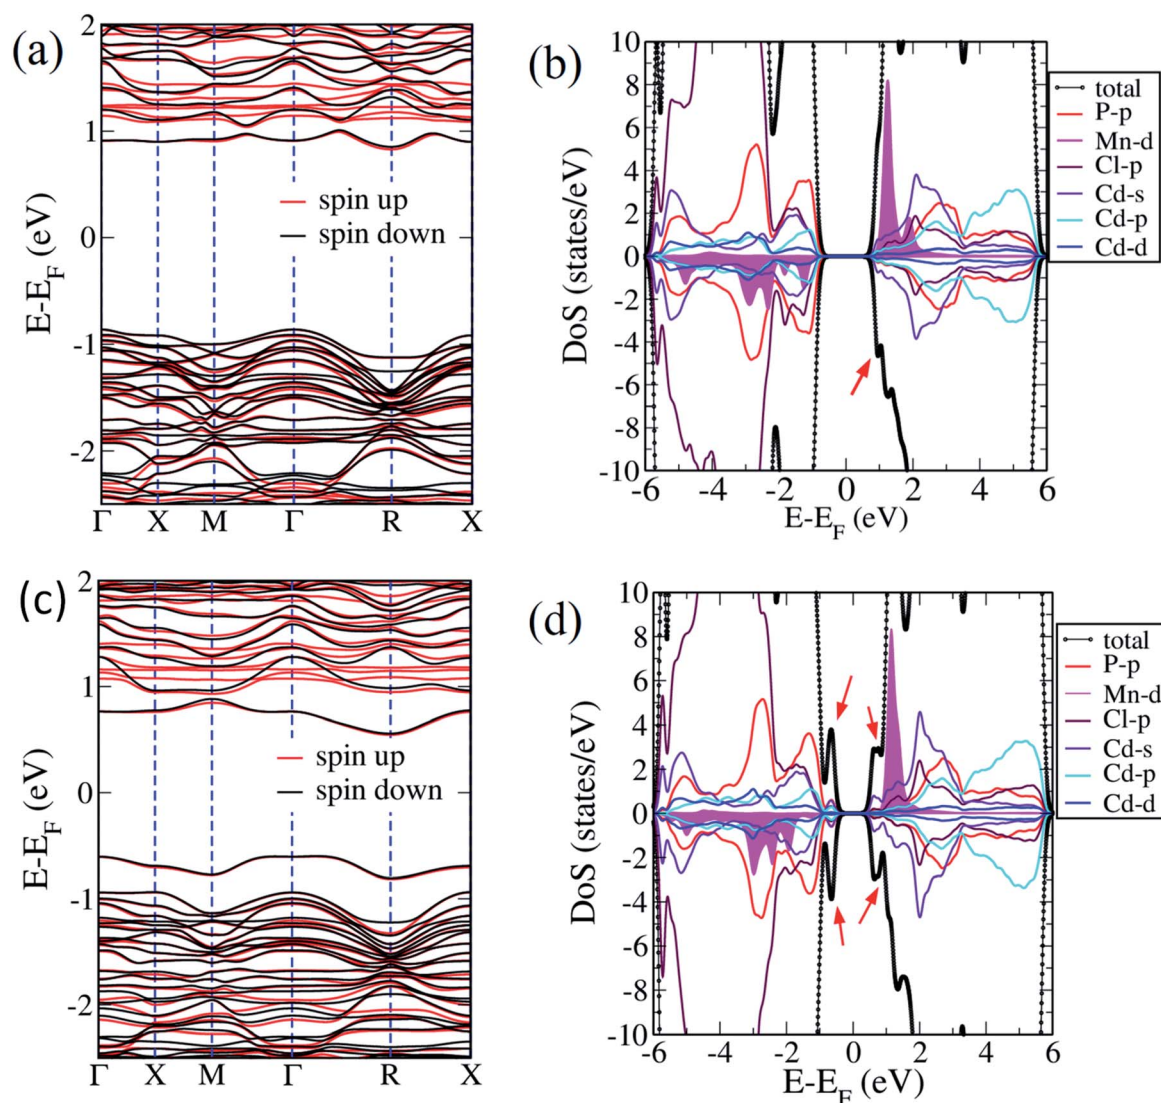 (a)
2
1
0
-1
-2
E-E_F (eV)
spin up
spin down
Γ X M Γ R X
(b)
10
8
6
4
2
0
-2
-4
-6
-8
-10
DoS (states/eV)
-6 -4 -2 0 2 4 6
E-E_F (eV)
total
P-p
Mn-d
Cl-p
Cd-s
Cd-p
Cd-d
(c)
2
1
0
-1
-2
E-E_F (eV)
spin up
spin down
Γ X M Γ R X
(d)
10
8
6
4
2
0
-2
-4
-6
-8
-10
DoS (states/eV)
-6 -4 -2 0 2 4 6
E-E_F (eV)
total
P-p
Mn-d
Cl-p
Cd-s
Cd-p
Cd-d